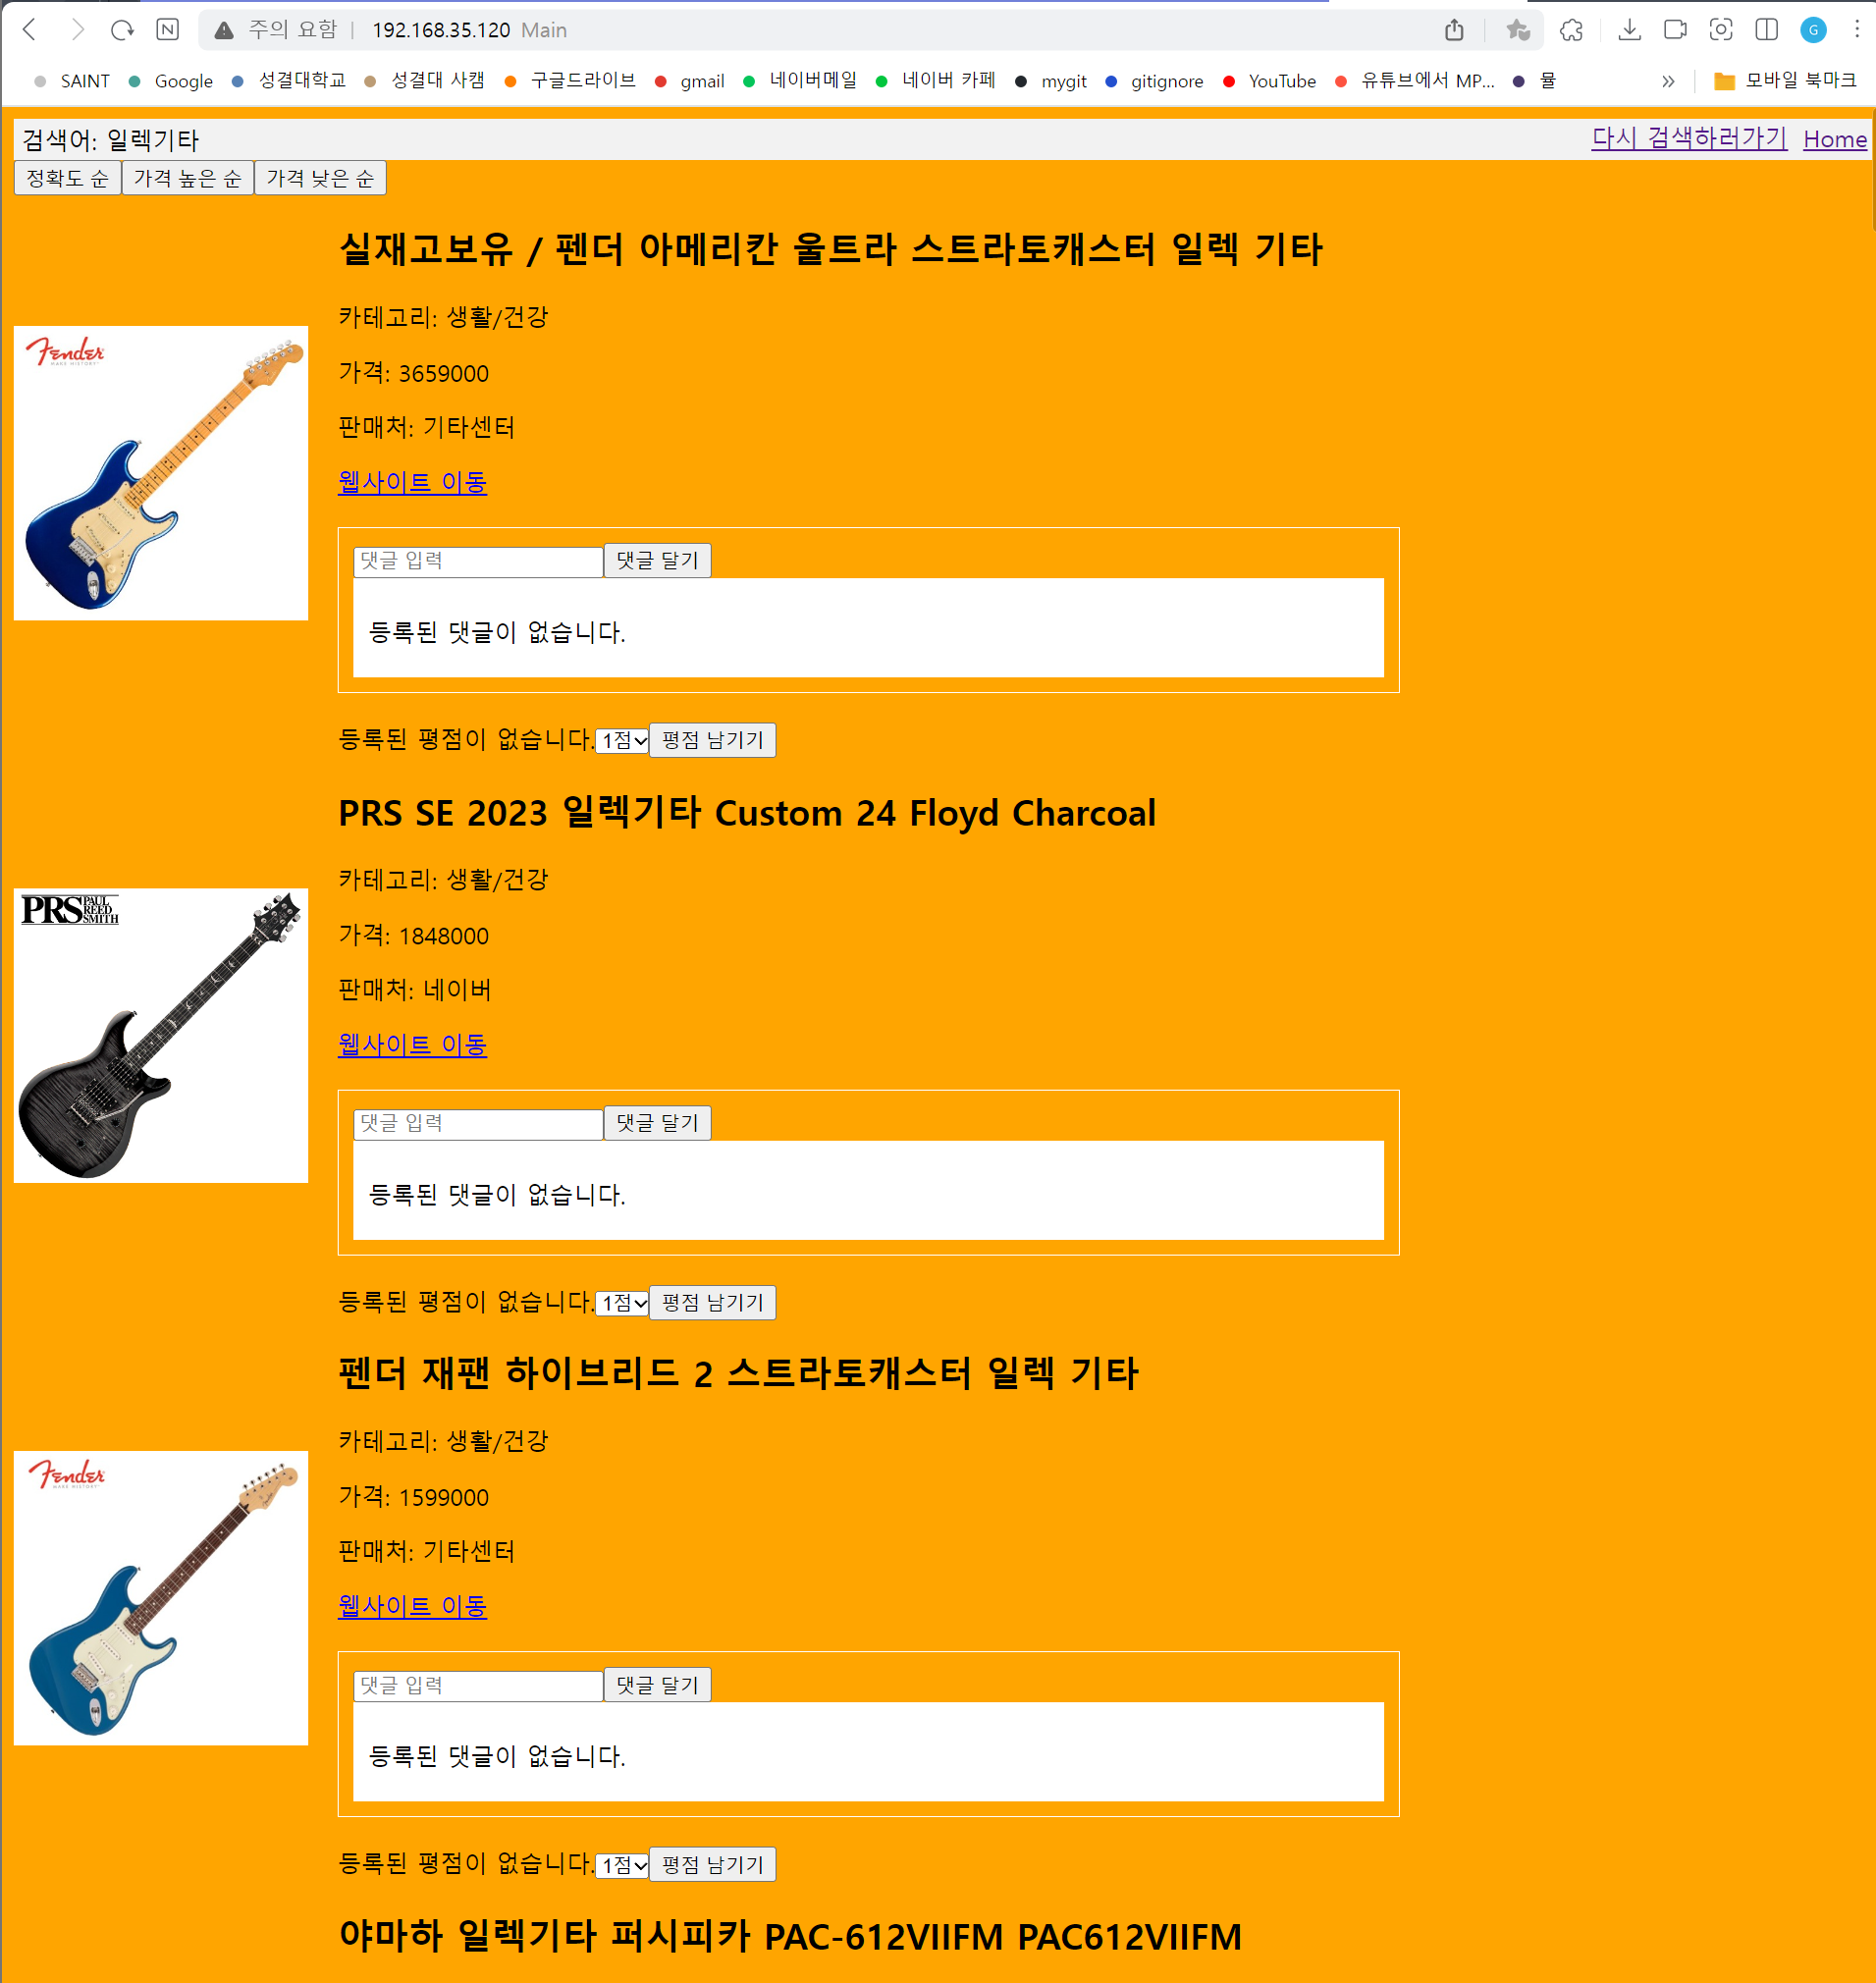 주의 요함 | 192.168.35.120 Main
SAINT Google 성결대학교 성결대 사캠 구글드라이브 gmail 네이버메일 네이버 카페 mygit gitignore YouTube 유튜브에서 MP... 뮬 » 모바일 북마크
검색어: 일렉기타 다시 검색하러가기 Home
정확도 순 가격 높은 순 가격 낮은 순
실재고보유 / 펜더 아메리칸 울트라 스트라토캐스터 일렉 기타
카테고리: 생활/건강
Fender
MAKE HISTORY
가격: 3659000
판매처: 기타센터
웹사이트 이동
댓글 입력 댓글 달기
등록된 댓글이 없습니다.
등록된 평점이 없습니다. 1점 평점 남기기
PRS SE 2023 일렉기타 Custom 24 Floyd Charcoal
카테고리: 생활/건강
PRS PAUL REED SMITH
가격: 1848000
판매처: 네이버
웹사이트 이동
댓글 입력 댓글 달기
등록된 댓글이 없습니다.
등록된 평점이 없습니다. 1점 평점 남기기
펜더 재팬 하이브리드 2 스트라토캐스터 일렉 기타
카테고리: 생활/건강
Fender
MAKE HISTORY
가격: 1599000
판매처: 기타센터
웹사이트 이동
댓글 입력 댓글 달기
등록된 댓글이 없습니다.
등록된 평점이 없습니다. 1점 평점 남기기
야마하 일렉기타 퍼시피카 PAC-612VIIFM PAC612VIIFM